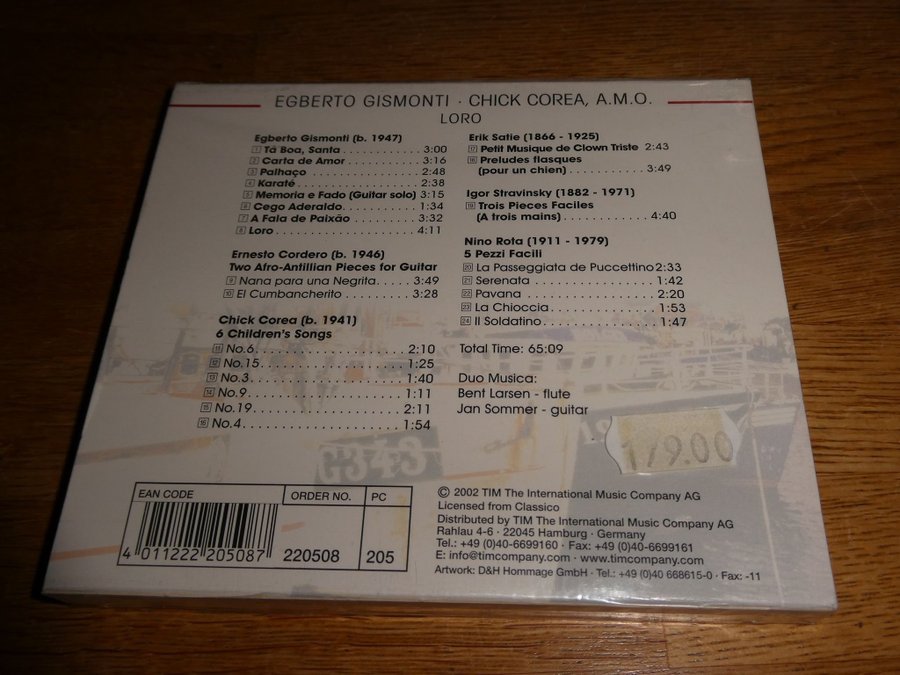 EGBERTO GISMONTI · CHICK COREA, A.M.O.
LORO
Egberto Gismonti (b. 1947)
1 Tá Boa, Santa . . . . . . . . . . . . 3:00
2 Carta de Amor . . . . . . . . . . . 3:16
3 Palhaço . . . . . . . . . . . . . . . . 2:48
4 Karaté . . . . . . . . . . . . . . . . . 2:38
5 Memoria e Fado (Guitar solo) 3:15
6 Cego Aderaldo . . . . . . . . . . . 1:34
7 A Fala de Paixão . . . . . . . . . 3:32
8 Loro . . . . . . . . . . . . . . . . . . . 4:11
Ernesto Cordero (b. 1946)
Two Afro-Antillian Pieces for Guitar
9 Nana para una Negrita . . . . . 3:49
10 El Cumbancherito . . . . . . . . . 3:28
Chick Corea (b. 1941)
6 Children's Songs
11 No.6 . . . . . . . . . . . . . . . . . . . 2:10
12 No.15 . . . . . . . . . . . . . . . . . . 1:25
13 No.3 . . . . . . . . . . . . . . . . . . . 1:40
14 No.9 . . . . . . . . . . . . . . . . . . . 1:11
15 No.19 . . . . . . . . . . . . . . . . . . 2:11
16 No.4 . . . . . . . . . . . . . . . . . . . 1:54
Erik Satie (1866 - 1925)
17 Petit Musique de Clown Triste 2:43
18 Preludes flasques
(pour un chien) . . . . . . . . . . . 3:49
Igor Stravinsky (1882 - 1971)
19 Trois Pieces Faciles
(A trois mains) . . . . . . . . . . . . 4:40
Nino Rota (1911 - 1979)
5 Pezzi Facili
20 La Passeggiata de Puccettino 2:33
21 Serenata . . . . . . . . . . . . . . . . 1:42
22 Pavana . . . . . . . . . . . . . . . . . 2:20
23 La Chioccia . . . . . . . . . . . . . . 1:53
24 Il Soldatino . . . . . . . . . . . . . . 1:47
Total Time: 65:09
Duo Musica:
Bent Larsen - flute
Jan Sommer - guitar
179.00
G343
EAN CODE
4 011222 205087
ORDER NO.
220508
PC
205
© 2002 TIM The International Music Company AG
Licensed from Classico
Distributed by TIM The International Music Company AG
Rahlau 4-6 · 22045 Hamburg · Germany
Tel.: +49 (0)40-6699160 · Fax: +49 (0)40-6699161
E: info@timcompany.com · www.timcompany.com
Artwork: D&H Hommage GmbH · Tel.: +49 (0)40 668615-0 · Fax: -11